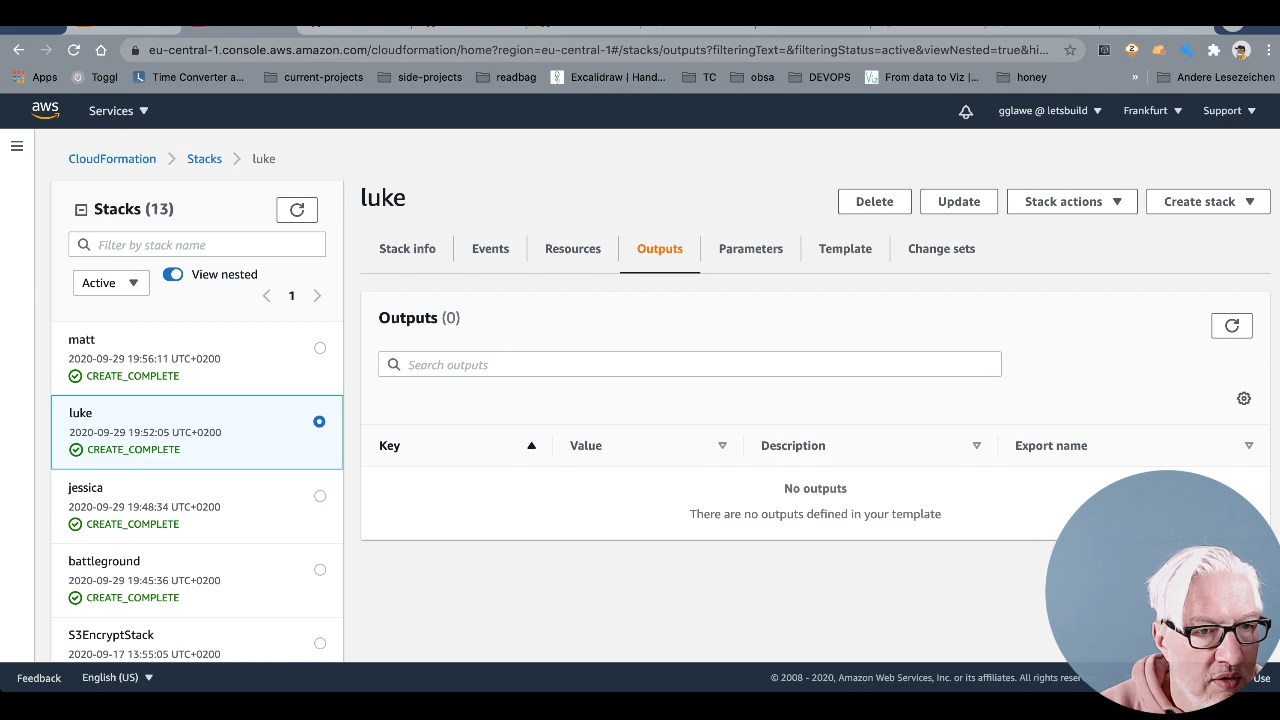 eu-central-1.console.aws.amazon.com/cloudformation/home?region=eu-central-1#/stacks/outputs?filteringText=&filteringStatus=active&viewNested=true&hi...
Apps Toggl Time Converter a... current-projects side-projects readbag Excalidraw | Hand... TC obsa DEVOPS From data to Viz |... honey » Andere Lesezeichen
aws Services gglawe @ letsbuild Frankfurt Support
CloudFormation Stacks luke
Stacks (13)
Filter by stack name
Active View nested
1
matt
2020-09-29 19:56:11 UTC+0200
CREATE_COMPLETE
luke
2020-09-29 19:52:05 UTC+0200
CREATE_COMPLETE
jessica
2020-09-29 19:48:34 UTC+0200
CREATE_COMPLETE
battleground
2020-09-29 19:45:36 UTC+0200
CREATE_COMPLETE
S3EncryptStack
2020-09-17 13:55:05 UTC+0200
luke
Delete Update Stack actions Create stack
Stack info Events Resources Outputs Parameters Template Change sets
Outputs (0)
Search outputs
Key Value Description Export name
No outputs
There are no outputs defined in your template
Feedback English (US) © 2008 - 2020, Amazon Web Services, Inc. or its affiliates. All rights Use